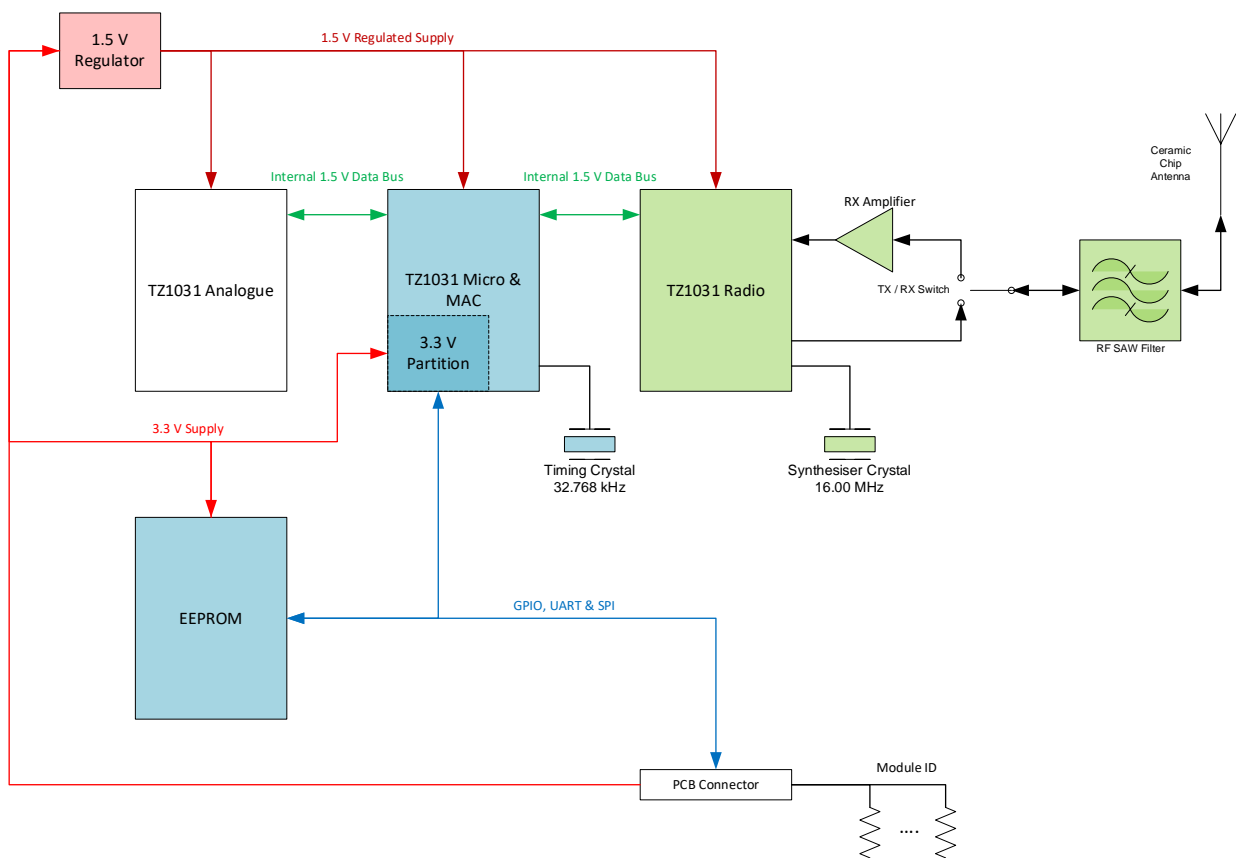 1.5 V
Regulator
1.5 V Regulated Supply
Ceramic
Chip
Antenna
Internal 1.5 V Data Bus
Internal 1.5 V Data Bus
RX Amplifier
TZ1031 Analogue
TZ1031 Micro &
MAC
TZ1031 Radio
TX / RX Switch
3.3 V
Partition
RF SAW Filter
3.3 V Supply
Timing Crystal
32.768 kHz
Synthesiser Crystal
16.00 MHz
EEPROM
GPIO, UART & SPI
Module ID
PCB Connector
....